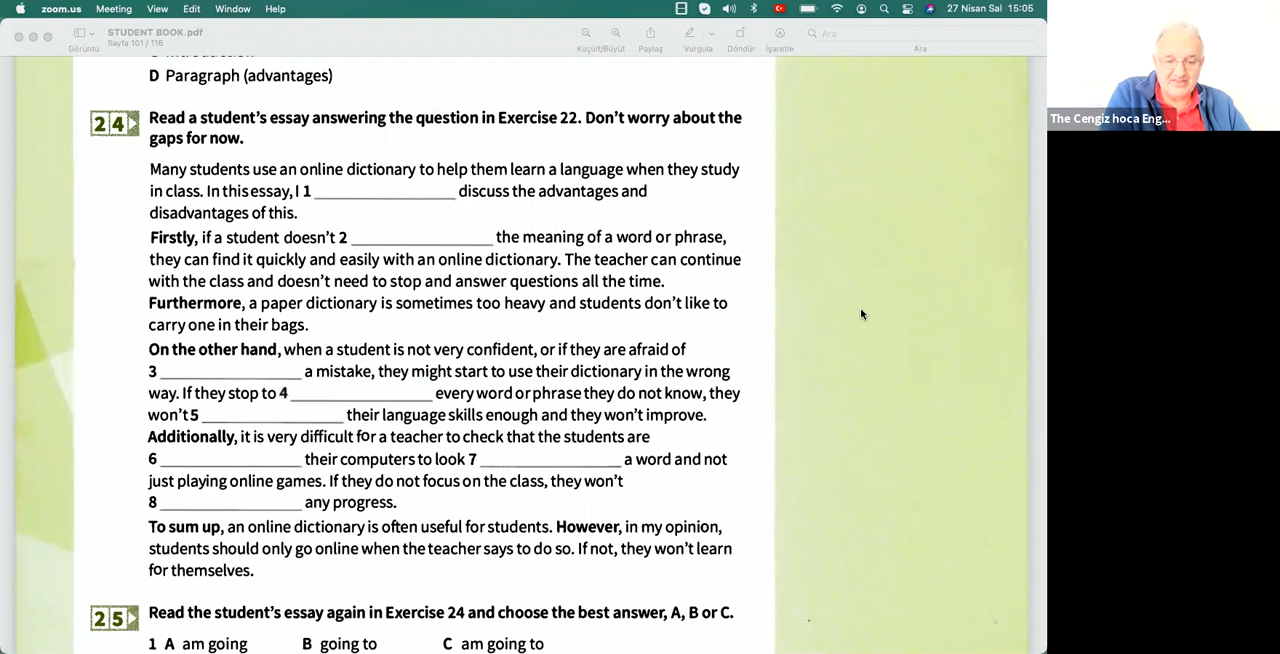 zoom.us Meeting View Edit Window Help 27 Nisan Sal 15:05
STUDENT BOOK.pdf
Sayfa 101 / 116
Görüntü Küçült/Büyüt Paylaş Vurgula Döndür İşaretle Ara Ara
D Paragraph (advantages)
24 Read a student's essay answering the question in Exercise 22. Don't worry about the
gaps for now.
Many students use an online dictionary to help them learn a language when they study
in class. In this essay, I 1 _______________ discuss the advantages and
disadvantages of this.
Firstly, if a student doesn't 2 _______________ the meaning of a word or phrase,
they can find it quickly and easily with an online dictionary. The teacher can continue
with the class and doesn't need to stop and answer questions all the time.
Furthermore, a paper dictionary is sometimes too heavy and students don't like to
carry one in their bags.
On the other hand, when a student is not very confident, or if they are afraid of
3 _______________ a mistake, they might start to use their dictionary in the wrong
way. If they stop to 4 _______________ every word or phrase they do not know, they
won't 5 _______________ their language skills enough and they won't improve.
Additionally, it is very difficult for a teacher to check that the students are
6 _______________ their computers to look 7 _______________ a word and not
just playing online games. If they do not focus on the class, they won't
8 _______________ any progress.
To sum up, an online dictionary is often useful for students. However, in my opinion,
students should only go online when the teacher says to do so. If not, they won't learn
for themselves.
25 Read the student's essay again in Exercise 24 and choose the best answer, A, B or C.
1 A am going B going to C am going to
The Cengiz hoca Eng...